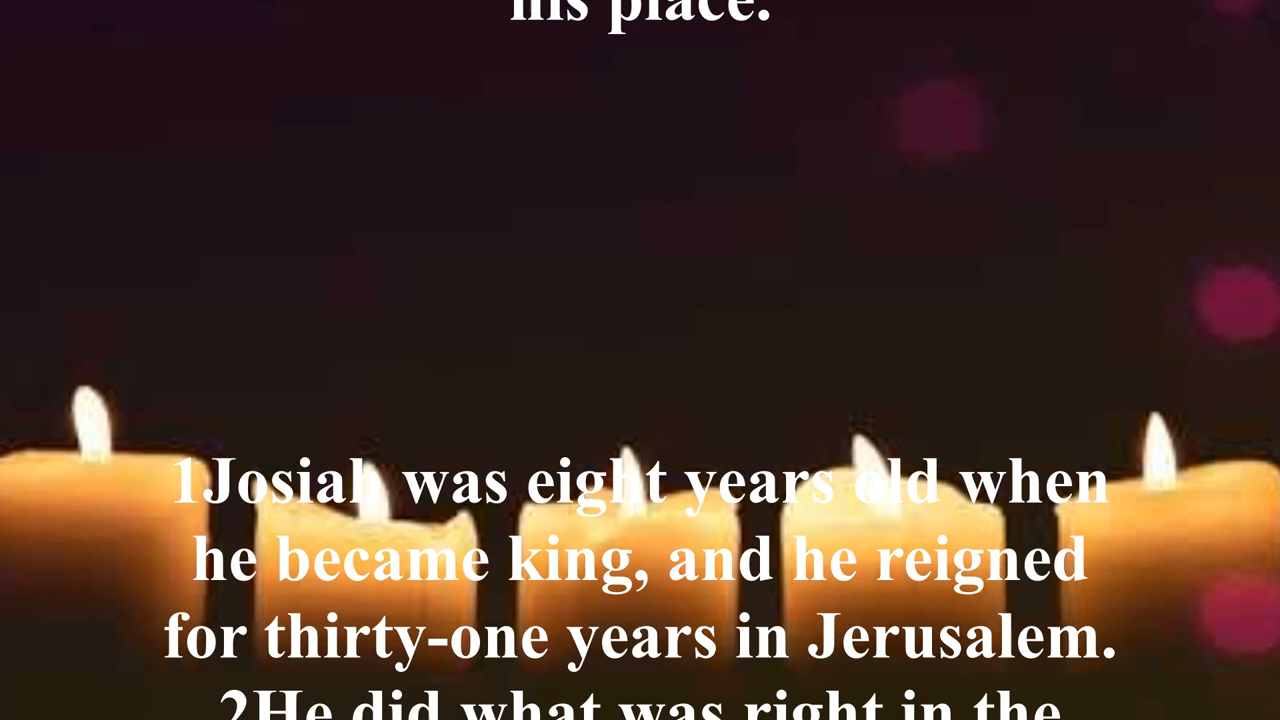 his place.
1Josiah was eight years old when
he became king, and he reigned
for thirty-one years in Jerusalem.
2He did what was right in the